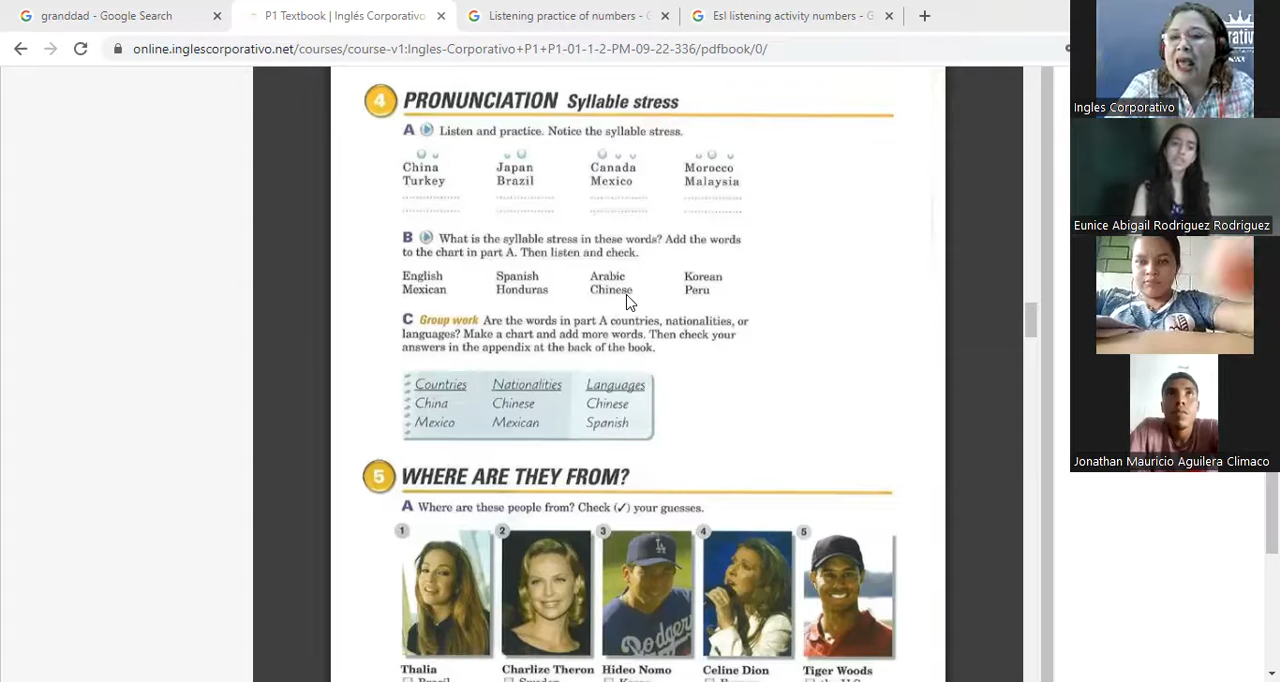 granddad - Google Search
P1 Textbook | Inglés Corporativo
Listening practice of numbers - G
Esl listening activity numbers - G
online.inglescorporativo.net/courses/course-v1:Ingles-Corporativo+P1+P1-01-1-2-PM-09-22-336/pdfbook/0/
Ingles Corporativo
Eunice Abigail Rodriguez Rodriguez
Jonathan Mauricio Aguilera Climaco
4 PRONUNCIATION Syllable stress
A Listen and practice. Notice the syllable stress.
China Japan Canada Morocco
Turkey Brazil Mexico Malaysia
B What is the syllable stress in these words? Add the words
to the chart in part A. Then listen and check.
English Spanish Arabic Korean
Mexican Honduras Chinese Peru
C Group work Are the words in part A countries, nationalities, or
languages? Make a chart and add more words. Then check your
answers in the appendix at the back of the book.
Countries Nationalities Languages
China Chinese Chinese
Mexico Mexican Spanish
5 WHERE ARE THEY FROM?
A Where are these people from? Check (✓) your guesses.
1 2 3 4 5
Thalia Charlize Theron Hideo Nomo Celine Dion Tiger Woods